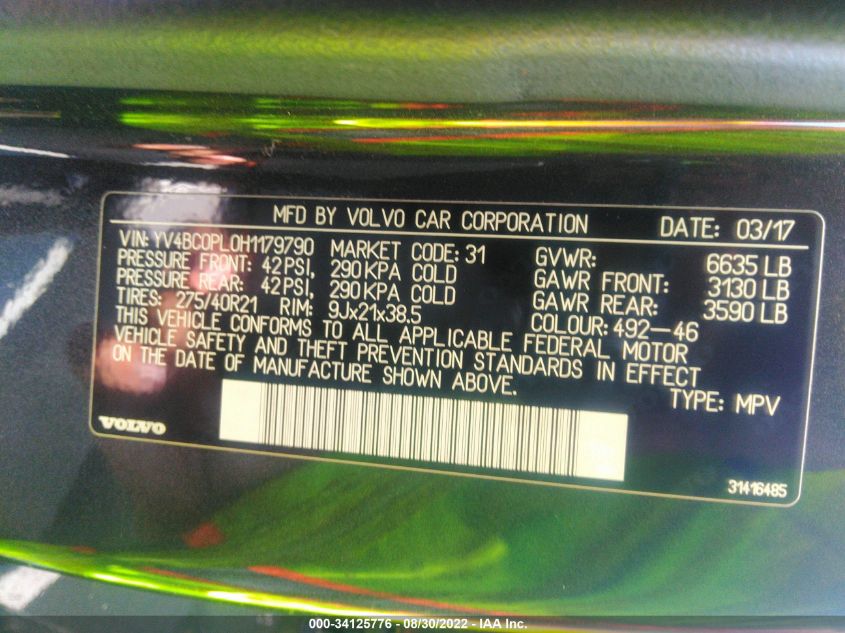 MFD BY VOLVO CAR CORPORATION DATE: 03/17
VIN: YV4BC0PL0H1179790 MARKET CODE: 31 GVWR: 6635 LB
PRESSURE FRONT: 42PSI, 290KPA COLD GAWR FRONT: 3130 LB
PRESSURE REAR: 42PSI, 290KPA COLD GAWR REAR: 3590 LB
TIRES: 275/40R21 RIM: 9Jx21x38.5 COLOUR: 492-46
THIS VEHICLE CONFORMS TO ALL APPLICABLE FEDERAL MOTOR
VEHICLE SAFETY AND THEFT PREVENTION STANDARDS IN EFFECT
ON THE DATE OF MANUFACTURE SHOWN ABOVE.
TYPE: MPV
VOLVO
31416485
000-34125776 - 08/30/2022 - IAA Inc.